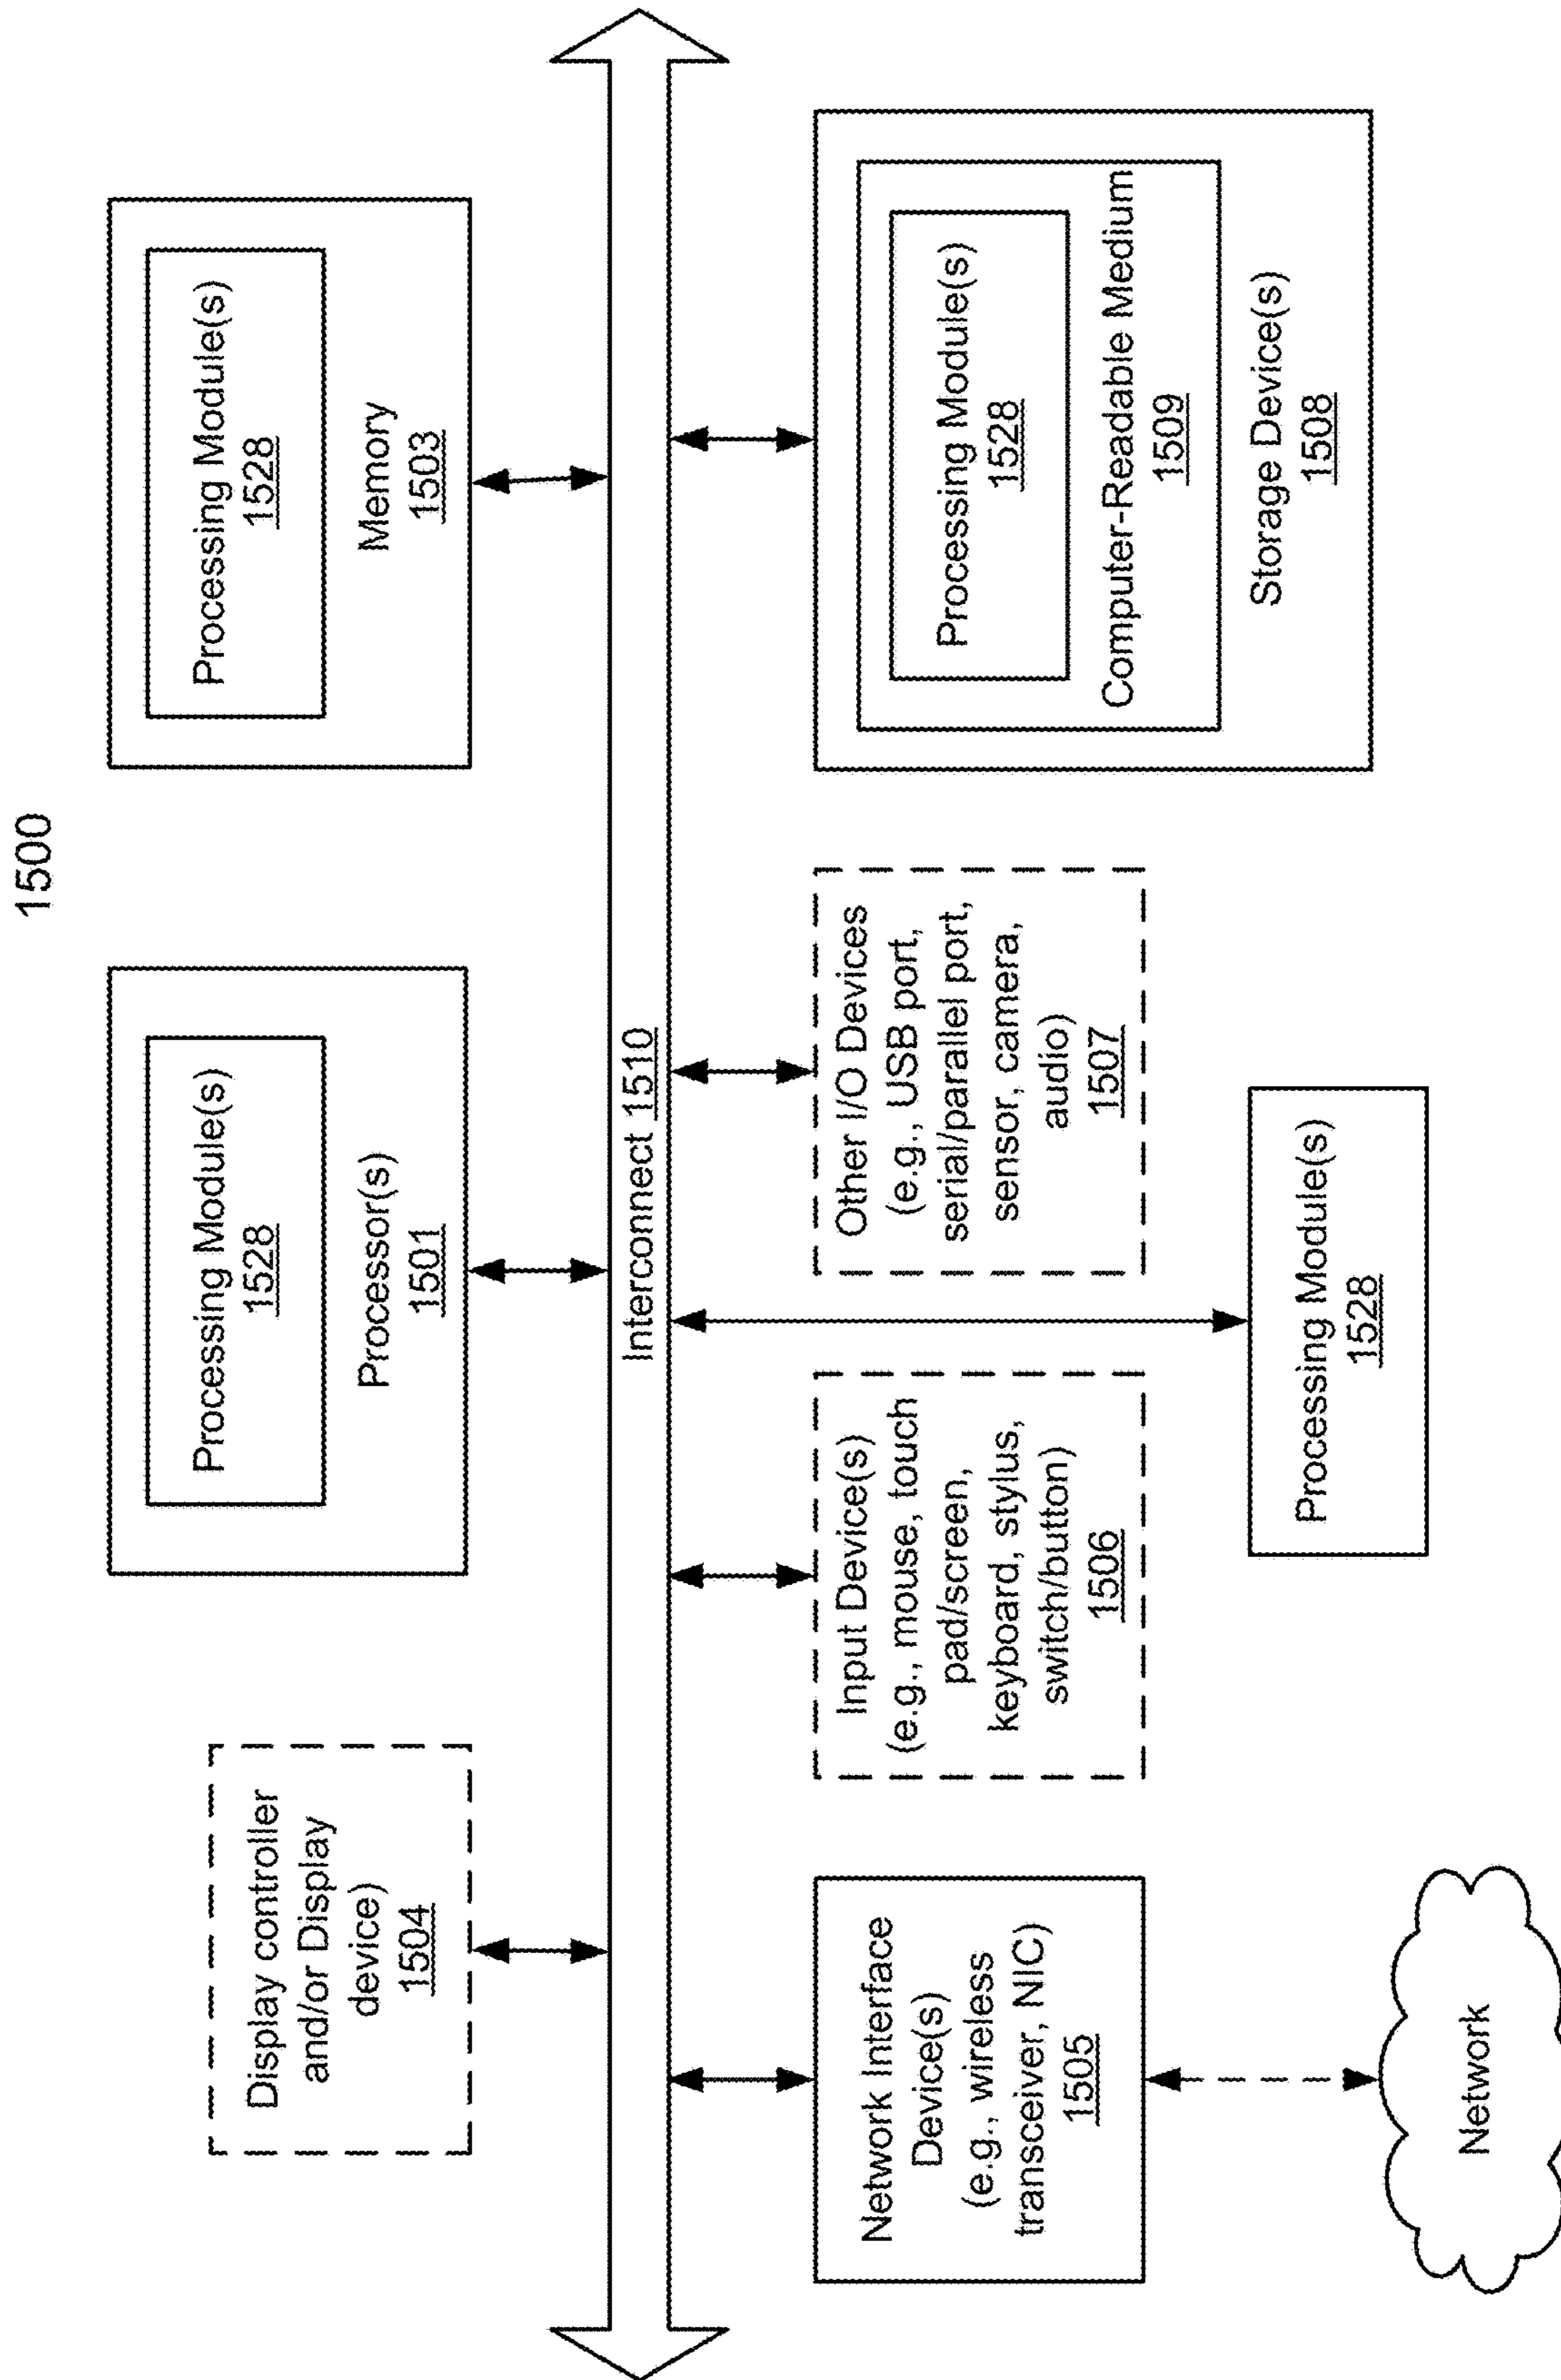 1500
Display controller
and/or Display
device)
1504
Processing Module(s)
1528
Processor(s)
1501
Processing Module(s)
1528
Memory
1503
Interconnect 1510
Network Interface
Device(s)
(e.g., wireless
transceiver, NIC)
1505
Input Device(s)
(e.g., mouse, touch
pad/screen,
keyboard, stylus,
switch/button)
1506
Other I/O Devices
(e.g., USB port,
serial/parallel port,
sensor, camera,
audio)
1507
Processing Module(s)
1528
Computer-Readable Medium
1509
Storage Device(s)
1508
Processing Module(s)
1528
Network